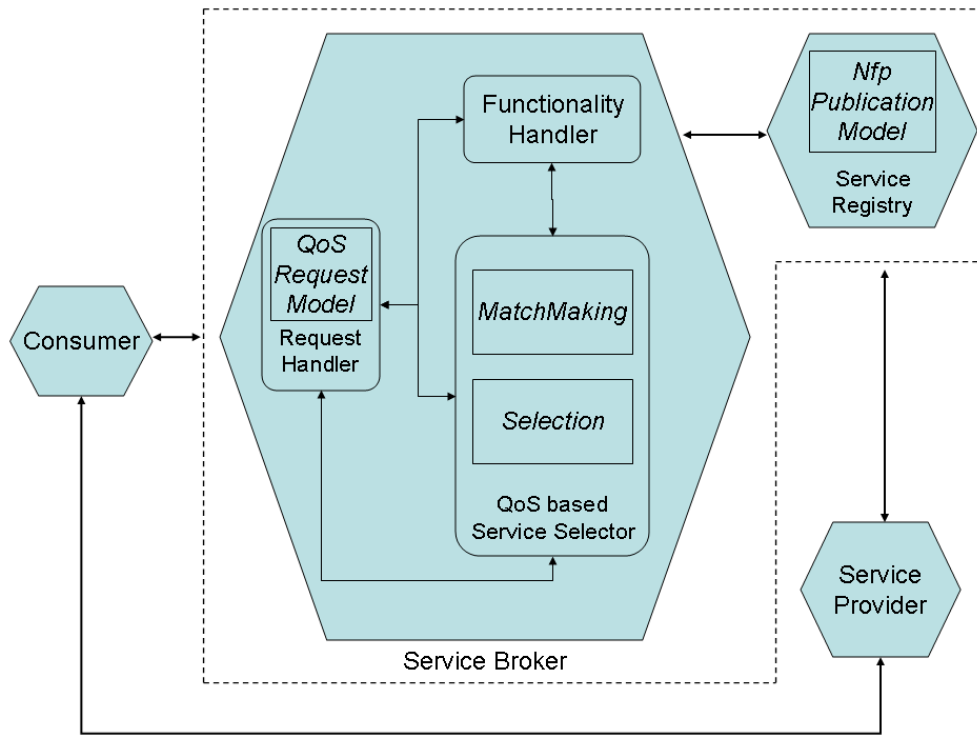 Nfp
Publication
Model
Service
Registry
Functionality
Handler
QoS
Request
Model
Request
Handler
MatchMaking
Selection
QoS based
Service Selector
Consumer
Service
Provider
Service Broker